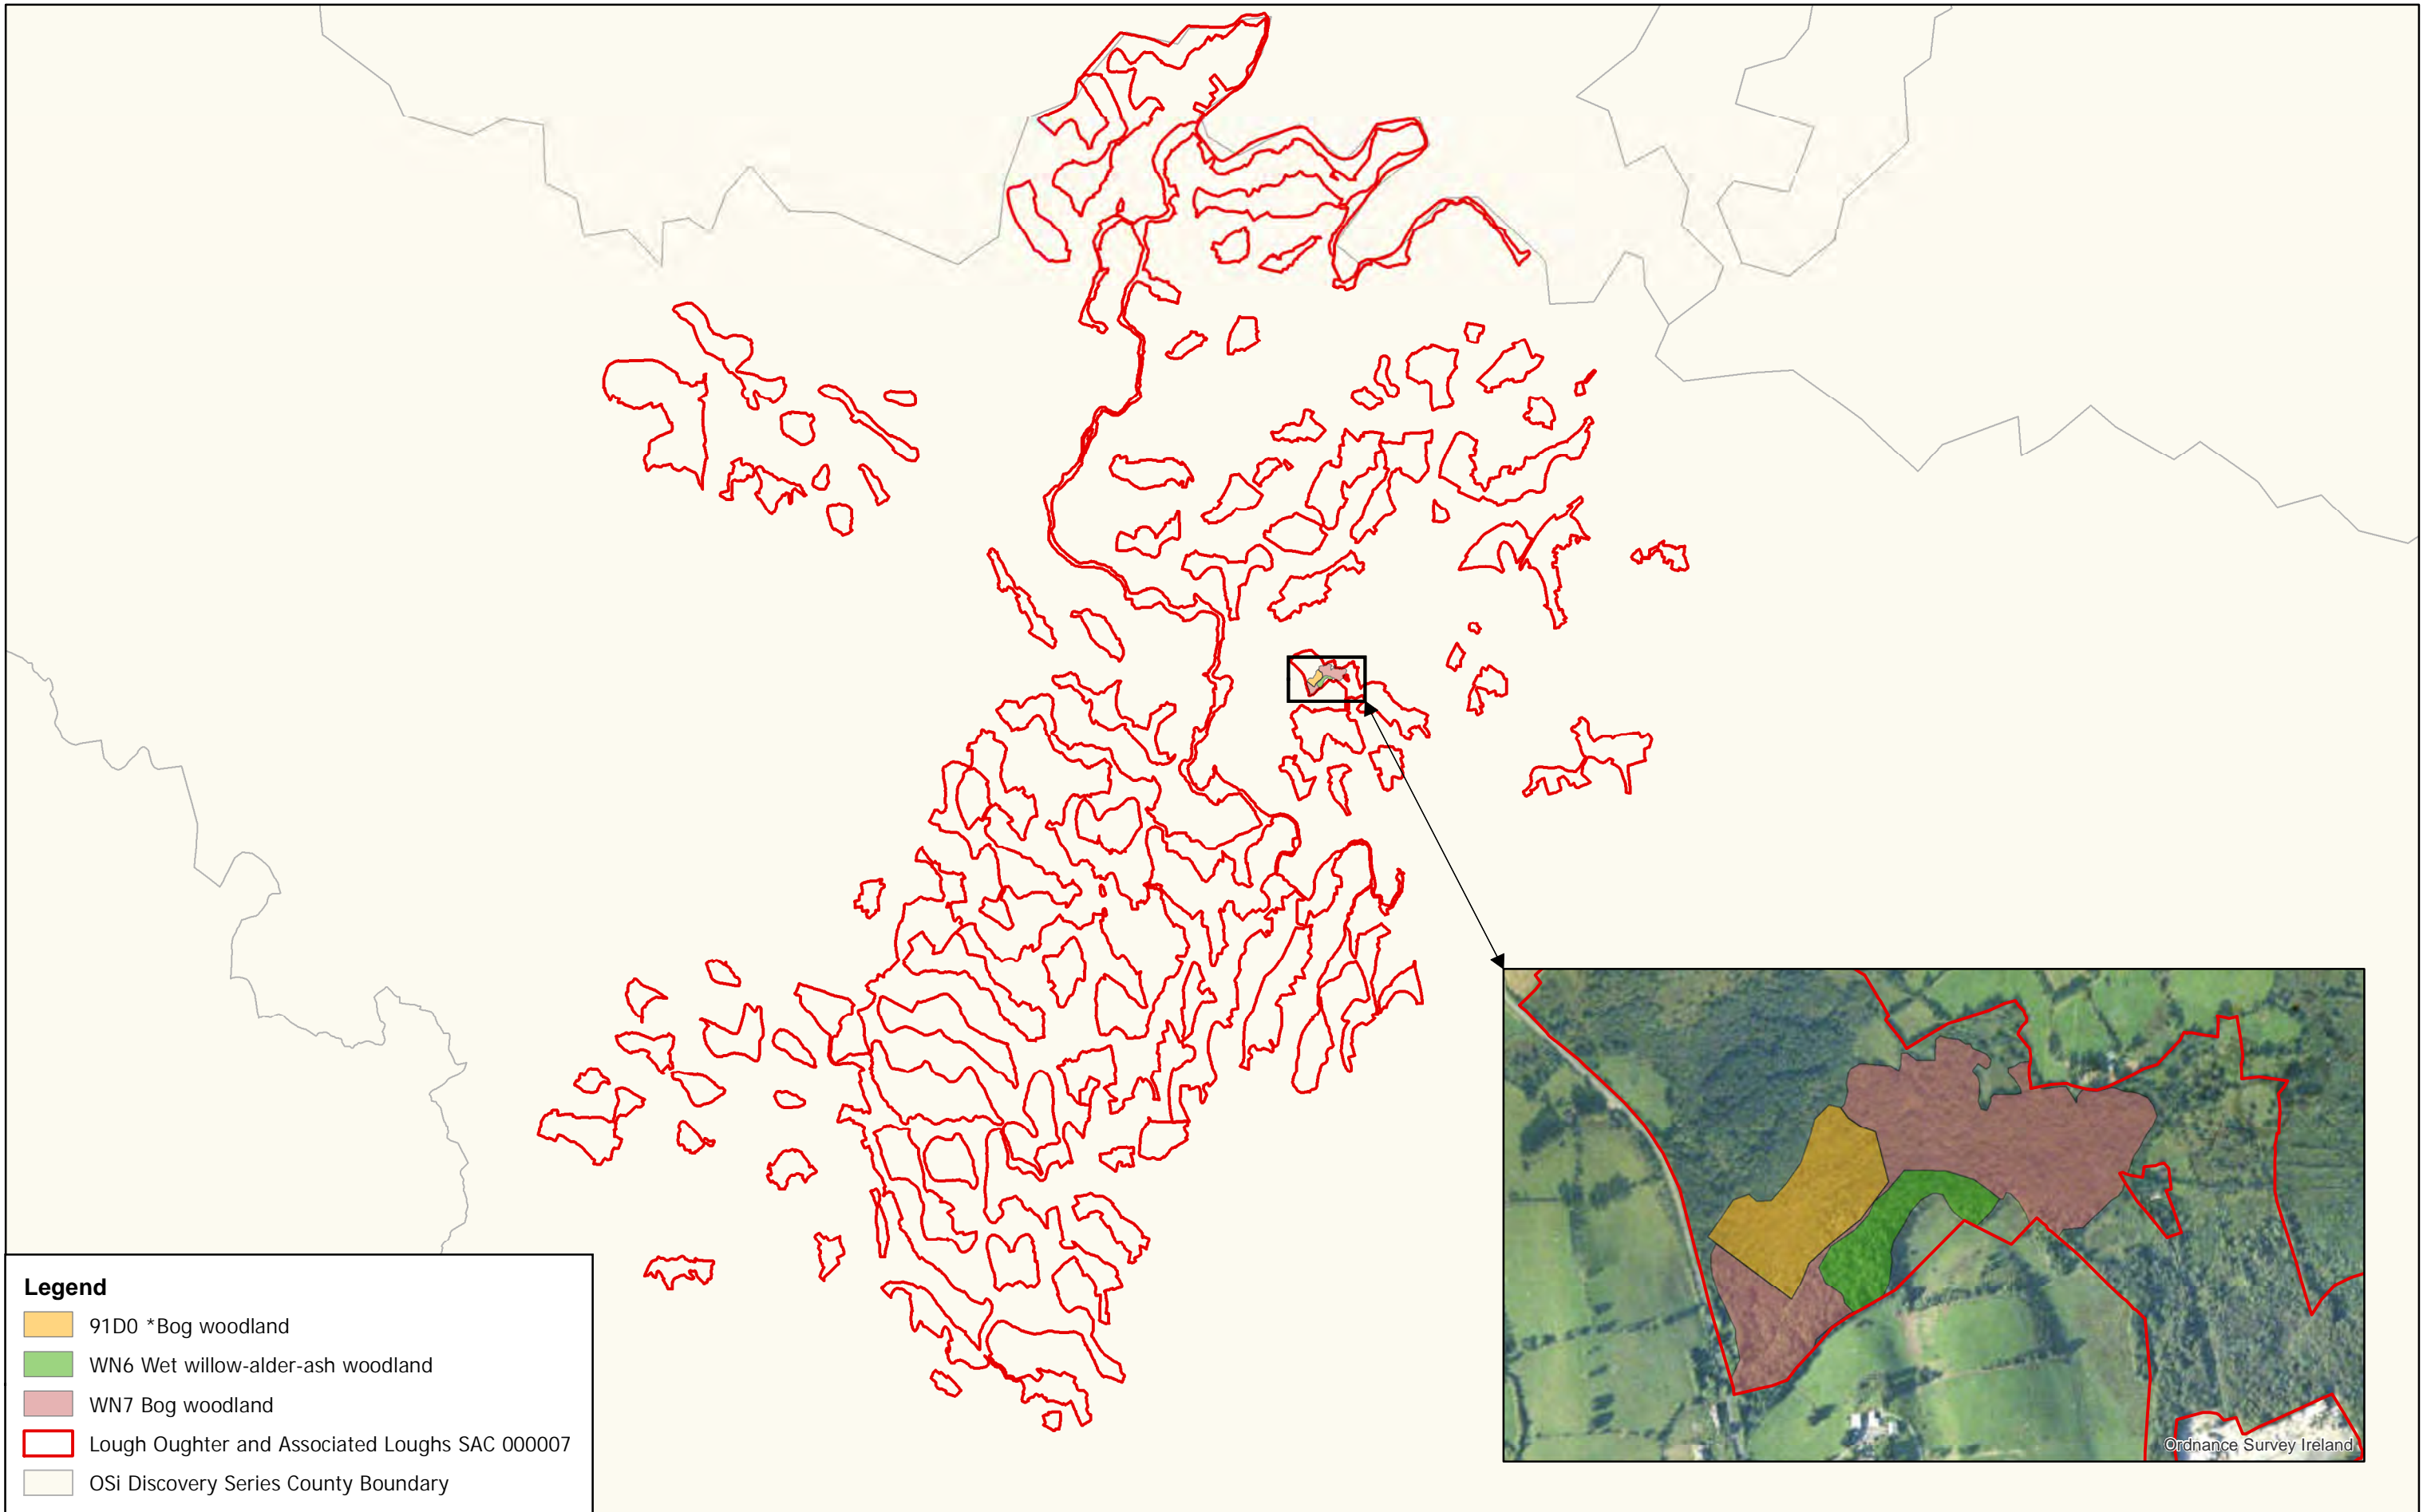 Legend
91D0 *Bog woodland
WN6 Wet willow-alder-ash woodland
WN7 Bog woodland
Lough Oughter and Associated Loughs SAC 000007
OSi Discovery Series County Boundary
Ordnance Survey Ireland